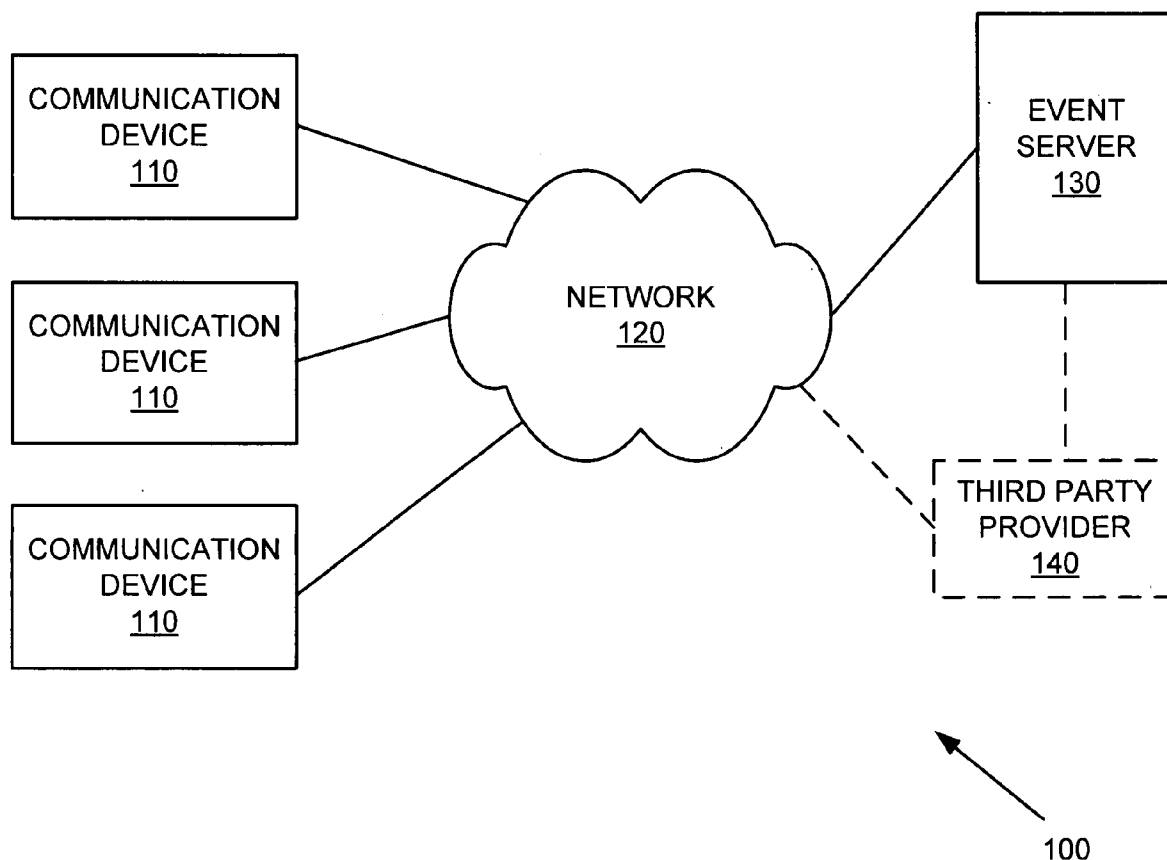 COMMUNICATION
DEVICE
110
COMMUNICATION
DEVICE
110
COMMUNICATION
DEVICE
110
NETWORK
120
EVENT
SERVER
130
THIRD PARTY
PROVIDER
140
100